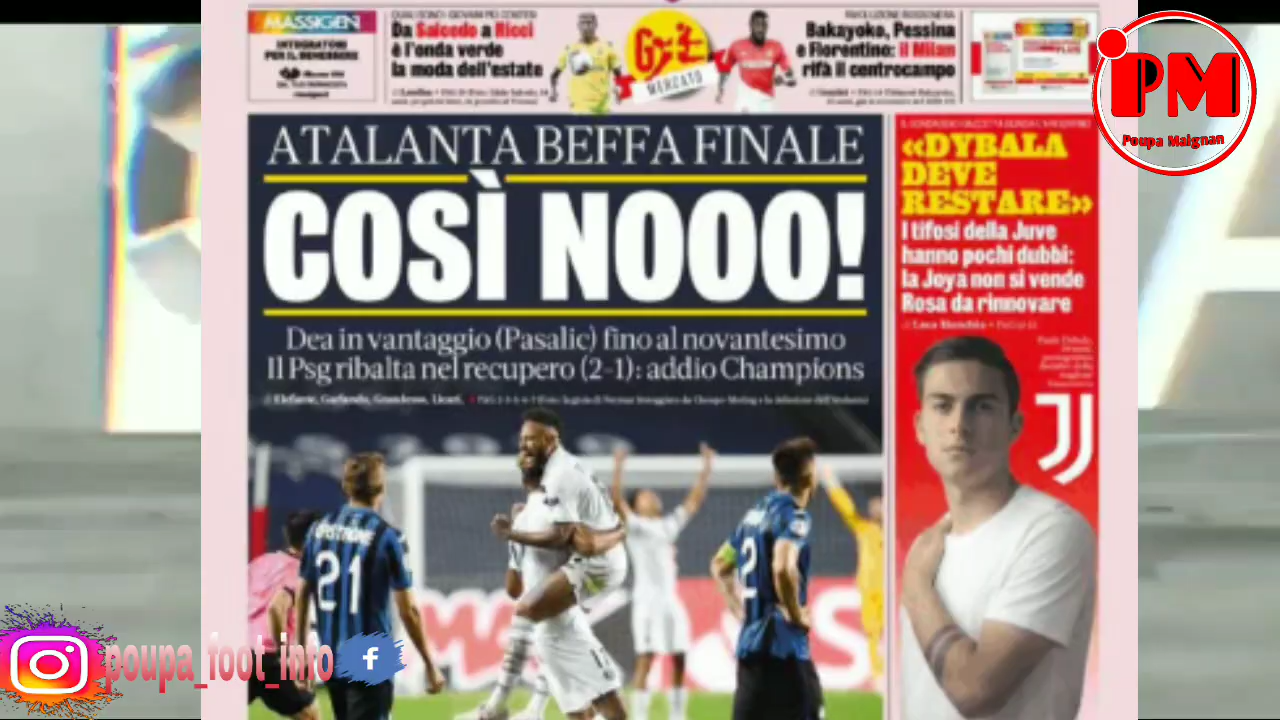 MASSIGEN
INTEGRATORI
PER IL BENESSERE
Da Salcedo a Ricci
è l'onda verde
la moda dell'estate
G
MERCATO
Bakayoko, Pessina
e Florentino: il Milan
rifà il centrocampo
PM
Poupa Maignan
ATALANTA BEFFA FINALE
COSÌ NOOO!
Dea in vantaggio (Pasalic) fino al novantesimo
Il Psg ribalta nel recupero (2-1): addio Champions
«DYBALA
DEVE
RESTARE»
I tifosi della Juve
hanno pochi dubbi:
la Joya non si vende
Rosa da rinnovare
21
2
J
poupa_foot_info
f